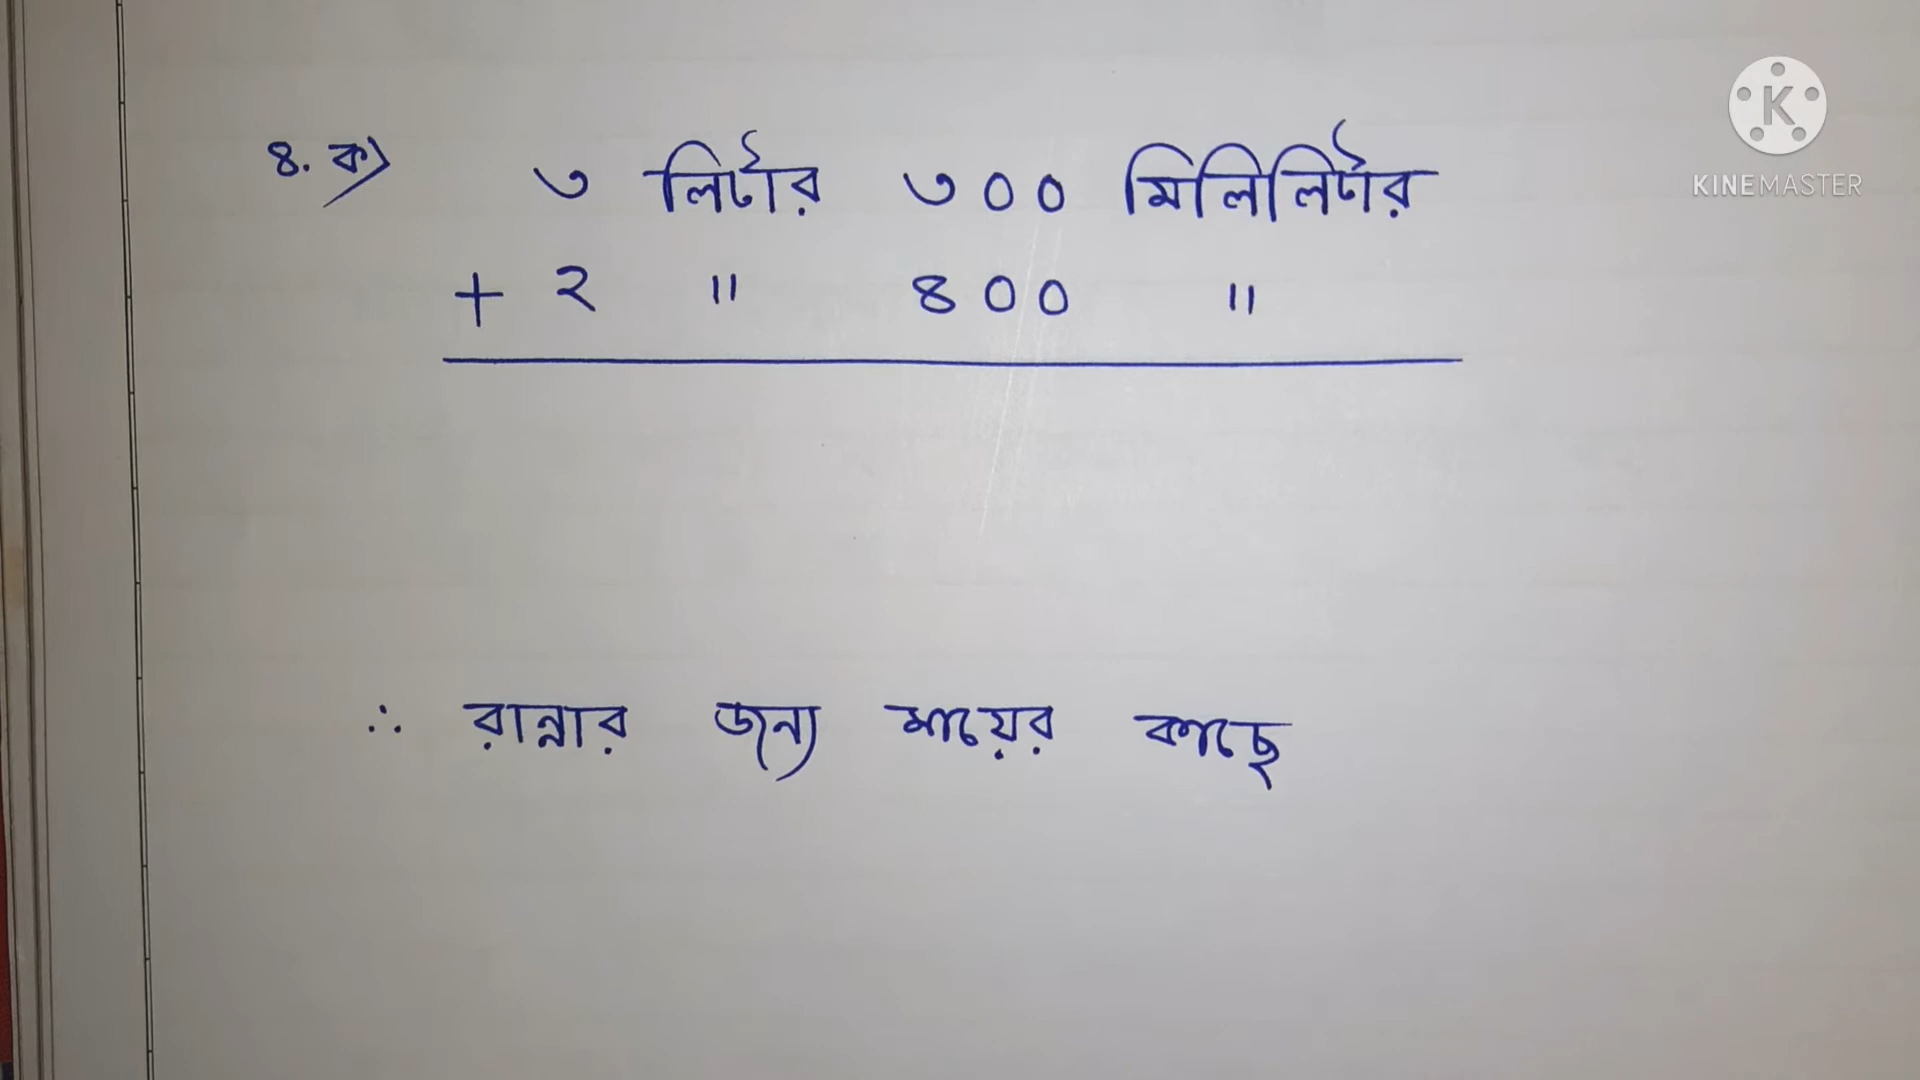 ৪. ক) ৩ লিটার ৩০০ মিলিলিটার
+ ২ " ৪০০ "
∴ রান্নার জন্য মায়ের কাছে
K
KINEMASTER